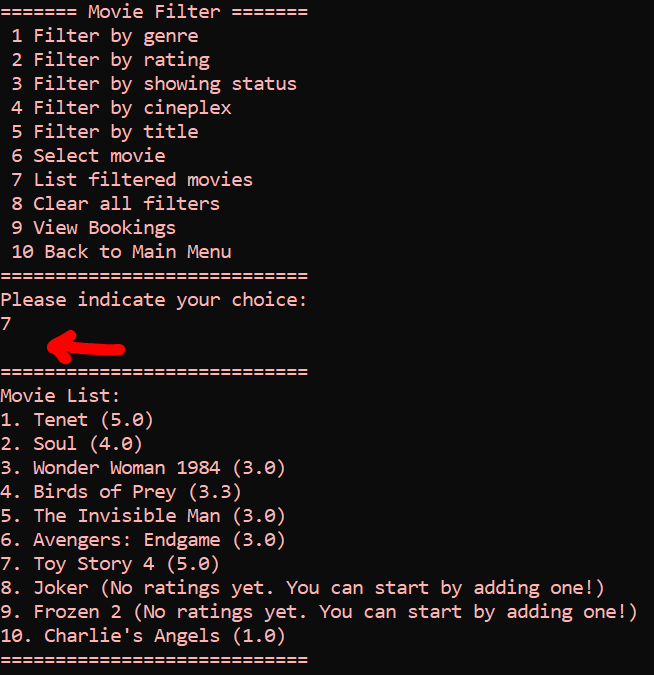 ======= Movie Filter =======
1 Filter by genre
2 Filter by rating
3 Filter by showing status
4 Filter by cineplex
5 Filter by title
6 Select movie
7 List filtered movies
8 Clear all filters
9 View Bookings
10 Back to Main Menu
============================
Please indicate your choice:
7
============================
Movie List:
1. Tenet (5.0)
2. Soul (4.0)
3. Wonder Woman 1984 (3.0)
4. Birds of Prey (3.3)
5. The Invisible Man (3.0)
6. Avengers: Endgame (3.0)
7. Toy Story 4 (5.0)
8. Joker (No ratings yet. You can start by adding one!)
9. Frozen 2 (No ratings yet. You can start by adding one!)
10. Charlie's Angels (1.0)
============================